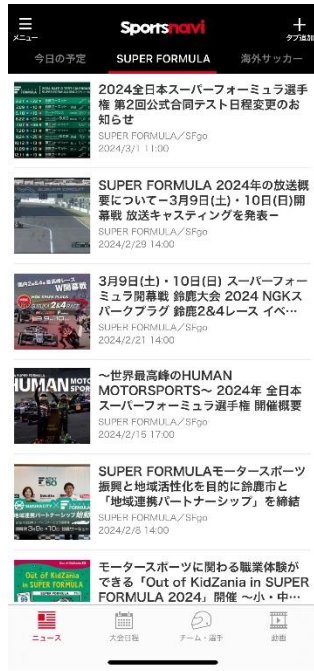 Sportsnavi
メニュー
タブ追加
今日の予定
SUPER FORMULA
海外サッカー
2024全日本スーパーフォーミュラ選手
権 第2回公式合同テスト日程変更のお
知らせ
SUPER FORMULA／SFgo
2024/3/1 11:00
SUPER FORMULA 2024年の放送概
要について－3月9日(土)・10日(日)開
幕戦 放送キャスティングを発表－
SUPER FORMULA／SFgo
2024/2/29 14:00
3月9日(土)・10日(日) スーパーフォー
ミュラ開幕戦 鈴鹿大会 2024 NGKス
パークプラグ 鈴鹿2&4レース イベ…
SUPER FORMULA／SFgo
2024/2/21 14:00
～世界最高峰のHUMAN
MOTORSPORTS～ 2024年 全日本
スーパーフォーミュラ選手権 開催概要
SUPER FORMULA／SFgo
2024/2/15 17:00
SUPER FORMULAモータースポーツ
振興と地域活性化を目的に鈴鹿市と
「地域連携パートナーシップ」を締結
SUPER FORMULA／SFgo
2024/2/8 14:00
Out of KidZania
in SUPER FORMULA
モータースポーツに関わる職業体験が
できる「Out of KidZania in SUPER
FORMULA 2024」開催 ～小・中…
ニュース
大会日程
チーム・選手
動画